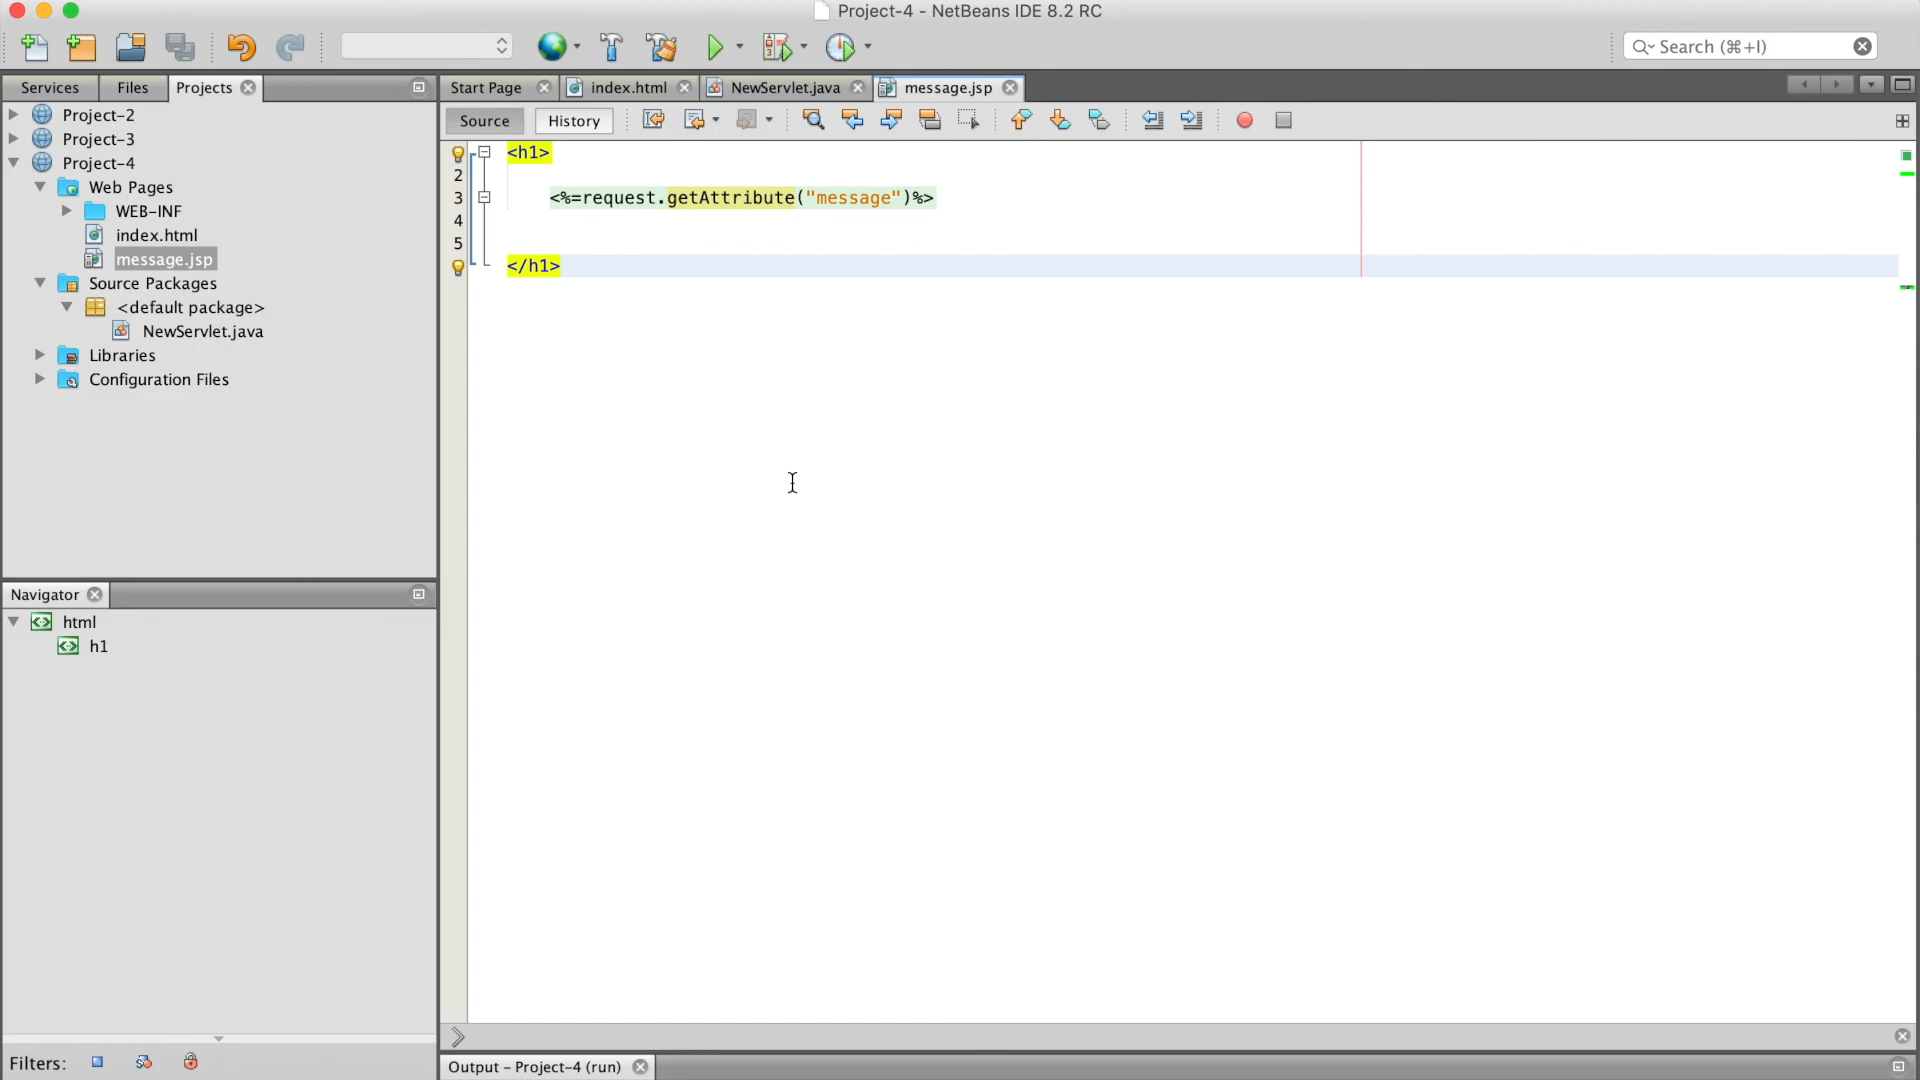 Project-4 - NetBeans IDE 8.2 RC
Search (⌘+I)
Services Files Projects
Start Page index.html NewServlet.java message.jsp
Source History
Project-2
Project-3
Project-4
Web Pages
WEB-INF
index.html
message.jsp
Source Packages
<default package>
NewServlet.java
Libraries
Configuration Files
<h1>
2
3 <%=request.getAttribute("message")%>
4
5
</h1>
Navigator
html
h1
Filters:
Output - Project-4 (run)